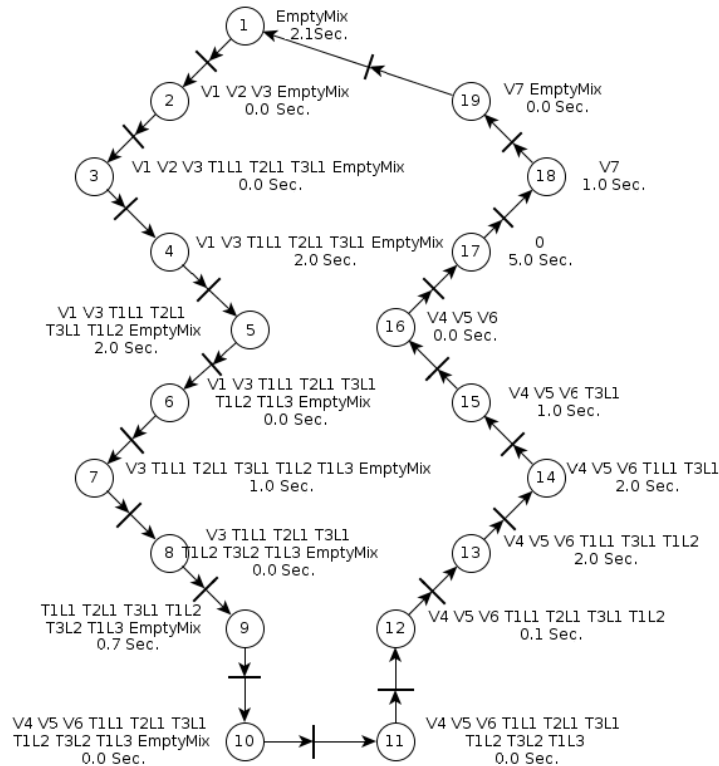 1
EmptyMix
2.1Sec.
2
V1 V2 V3 EmptyMix
0.0 Sec.
3
V1 V2 V3 T1L1 T2L1 T3L1 EmptyMix
0.0 Sec.
4
V1 V3 T1L1 T2L1 T3L1 EmptyMix
2.0 Sec.
5
V1 V3 T1L1 T2L1
T3L1 T1L2 EmptyMix
2.0 Sec.
6
V1 V3 T1L1 T2L1 T3L1
T1L2 T1L3 EmptyMix
0.0 Sec.
7
V3 T1L1 T2L1 T3L1 T1L2 T1L3 EmptyMix
1.0 Sec.
8
V3 T1L1 T2L1 T3L1
T1L2 T3L2 T1L3 EmptyMix
0.0 Sec.
9
T1L1 T2L1 T3L1 T1L2
T3L2 T1L3 EmptyMix
0.7 Sec.
10
V4 V5 V6 T1L1 T2L1 T3L1
T1L2 T3L2 T1L3 EmptyMix
0.0 Sec.
11
V4 V5 V6 T1L1 T2L1 T3L1
T1L2 T3L2 T1L3
0.0 Sec.
12
V4 V5 V6 T1L1 T2L1 T3L1 T1L2
0.1 Sec.
13
V4 V5 V6 T1L1 T3L1 T1L2
2.0 Sec.
14
V4 V5 V6 T1L1 T3L1
2.0 Sec.
15
V4 V5 V6 T3L1
1.0 Sec.
16
V4 V5 V6
0.0 Sec.
17
0
5.0 Sec.
18
V7
1.0 Sec.
19
V7 EmptyMix
0.0 Sec.